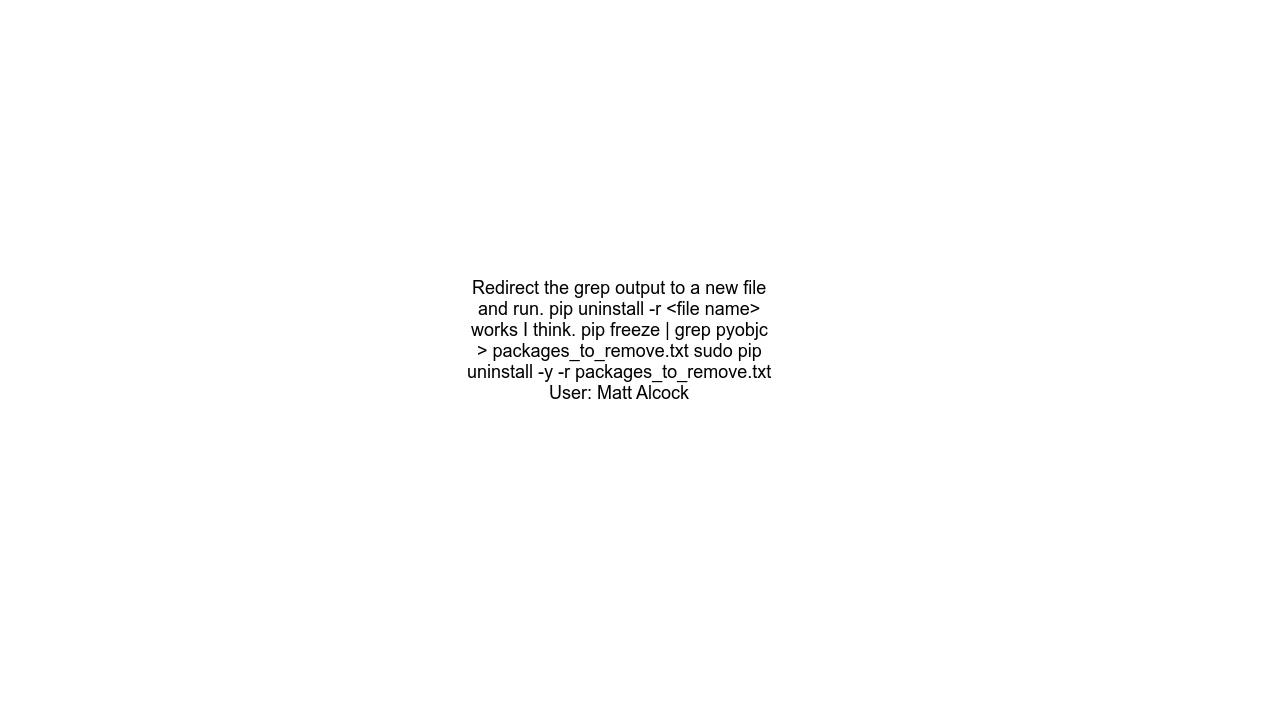 Redirect the grep output to a new file
and run. pip uninstall -r <file name>
works I think. pip freeze | grep pyobjc
> packages_to_remove.txt sudo pip
uninstall -y -r packages_to_remove.txt
User: Matt Alcock